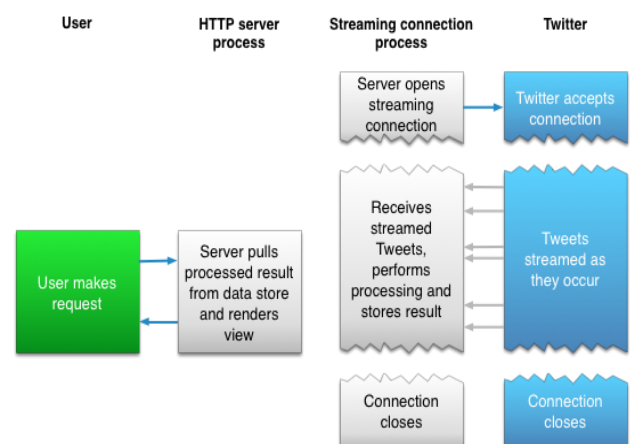 User
HTTP server
process
Streaming connection
process
Twitter
Server opens
streaming
connection
Twitter accepts
connection
User makes
request
Server pulls
processed result
from data store
and renders
view
Receives
streamed
Tweets,
performs
processing and
stores result
Tweets
streamed as
they occur
Connection
closes
Connection
closes